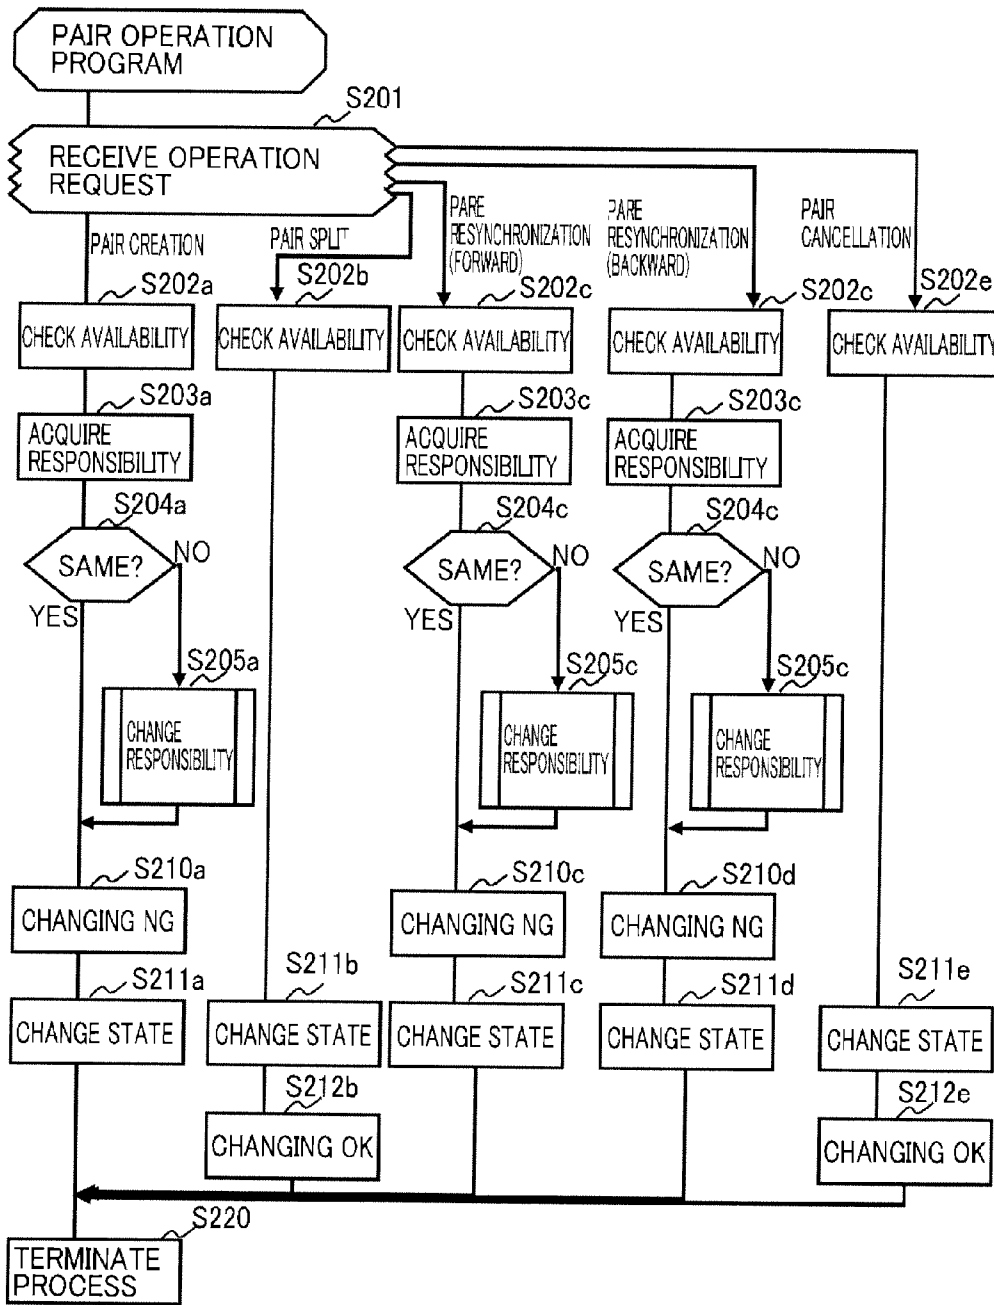 PAIR OPERATION
PROGRAM
S201
RECEIVE OPERATION
REQUEST
PAIR CREATION
PAIR SPLIT
PARE
RESYNCHRONIZATION
(FORWARD)
PARE
RESYNCHRONIZATION
(BACKWARD)
PAIR
CANCELLATION
S202a
S202b
S202c
S202c
S202e
CHECK AVAILABILITY
CHECK AVAILABILITY
CHECK AVAILABILITY
CHECK AVAILABILITY
CHECK AVAILABILITY
S203a
S203c
S203c
ACQUIRE
RESPONSIBILITY
ACQUIRE
RESPONSIBILITY
ACQUIRE
RESPONSIBILITY
S204a
S204c
S204c
SAME?
NO
YES
SAME?
NO
YES
SAME?
NO
YES
S205a
S205c
S205c
CHANGE
RESPONSIBILITY
CHANGE
RESPONSIBILITY
CHANGE
RESPONSIBILITY
S210a
S210c
S210d
CHANGING NG
CHANGING NG
CHANGING NG
S211a
S211b
S211c
S211d
S211e
CHANGE STATE
CHANGE STATE
CHANGE STATE
CHANGE STATE
CHANGE STATE
S212b
S212e
CHANGING OK
CHANGING OK
S220
TERMINATE
PROCESS